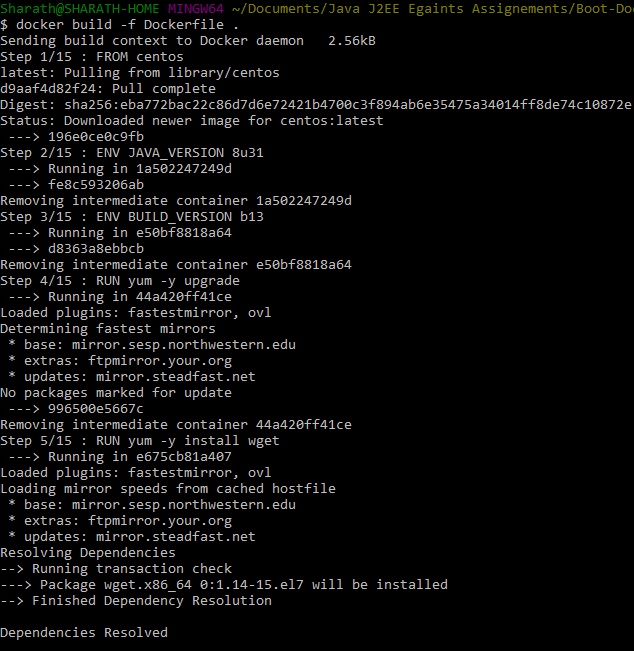 Sharath@SHARATH-HOME MINGW64 ~/Documents/Java J2EE Egaints Assignements/Boot-Do
$ docker build -f Dockerfile .
Sending build context to Docker daemon   2.56kB
Step 1/15 : FROM centos
latest: Pulling from library/centos
d9aaf4d82f24: Pull complete
Digest: sha256:eba772bac22c86d7d6e72421b4700c3f894ab6e35475a34014ff8de74c10872e
Status: Downloaded newer image for centos:latest
 ---> 196e0ce0c9fb
Step 2/15 : ENV JAVA_VERSION 8u31
 ---> Running in 1a502247249d
 ---> fe8c593206ab
Removing intermediate container 1a502247249d
Step 3/15 : ENV BUILD_VERSION b13
 ---> Running in e50bf8818a64
 ---> d8363a8ebbcb
Removing intermediate container e50bf8818a64
Step 4/15 : RUN yum -y upgrade
 ---> Running in 44a420ff41ce
Loaded plugins: fastestmirror, ovl
Determining fastest mirrors
 * base: mirror.sesp.northwestern.edu
 * extras: ftpmirror.your.org
 * updates: mirror.steadfast.net
No packages marked for update
 ---> 996500e5667c
Removing intermediate container 44a420ff41ce
Step 5/15 : RUN yum -y install wget
 ---> Running in e675cb81a407
Loaded plugins: fastestmirror, ovl
Loading mirror speeds from cached hostfile
 * base: mirror.sesp.northwestern.edu
 * extras: ftpmirror.your.org
 * updates: mirror.steadfast.net
Resolving Dependencies
--> Running transaction check
---> Package wget.x86_64 0:1.14-15.el7 will be installed
--> Finished Dependency Resolution

Dependencies Resolved